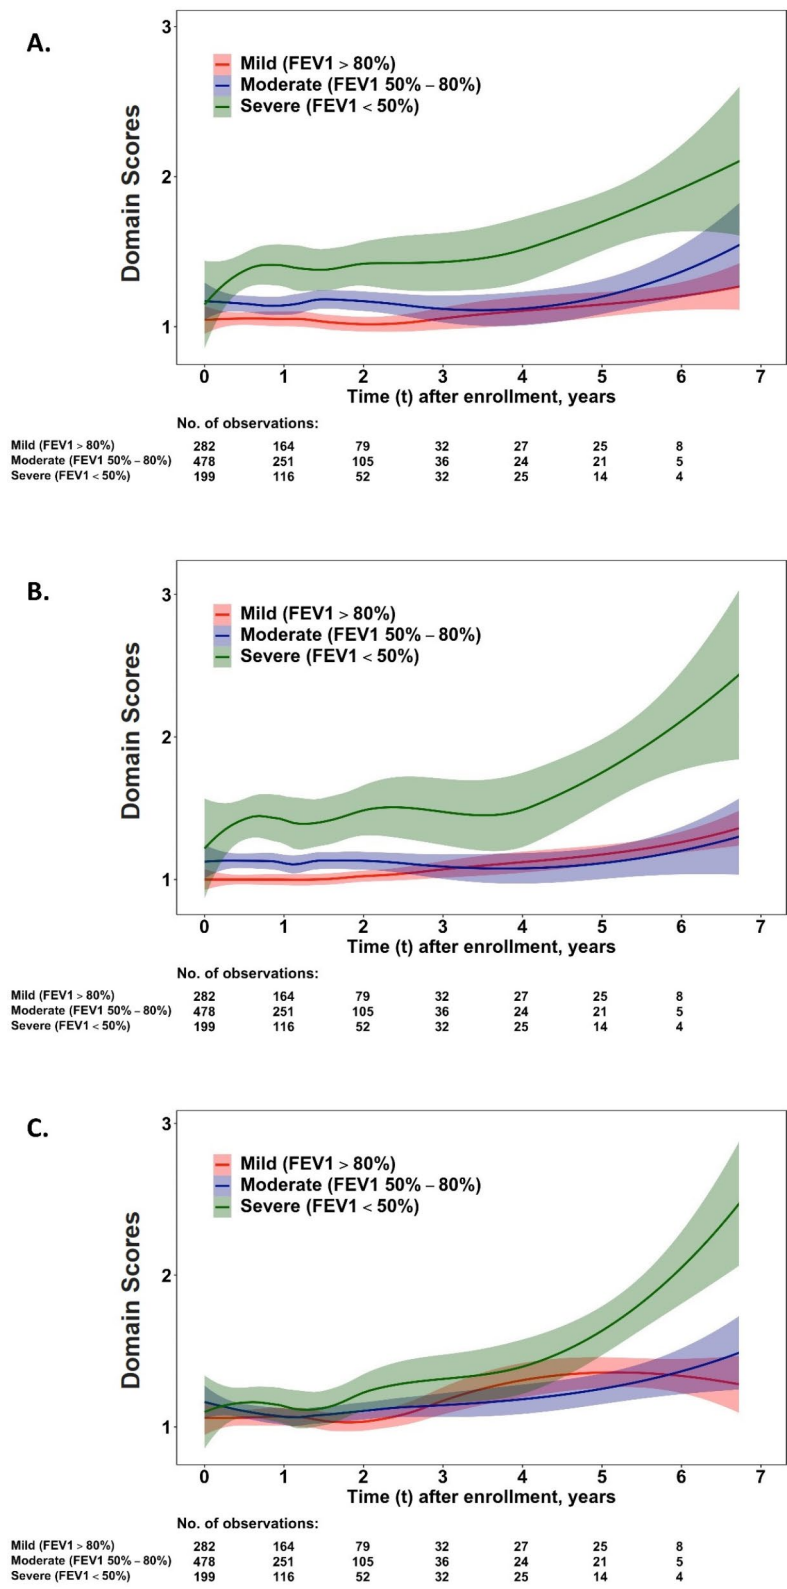 A.
3
Mild (FEV1 > 80%)
Moderate (FEV1 50% – 80%)
Severe (FEV1 < 50%)
2
Domain Scores
1
0 1 2 3 4 5 6 7
Time (t) after enrollment, years
No. of observations:
Mild (FEV1 > 80%) 282 164 79 32 27 25 8
Moderate (FEV1 50% – 80%) 478 251 105 36 24 21 5
Severe (FEV1 < 50%) 199 116 52 32 25 14 4
B.
3
Mild (FEV1 > 80%)
Moderate (FEV1 50% – 80%)
Severe (FEV1 < 50%)
2
Domain Scores
1
0 1 2 3 4 5 6 7
Time (t) after enrollment, years
No. of observations:
Mild (FEV1 > 80%) 282 164 79 32 27 25 8
Moderate (FEV1 50% – 80%) 478 251 105 36 24 21 5
Severe (FEV1 < 50%) 199 116 52 32 25 14 4
C.
3
Mild (FEV1 > 80%)
Moderate (FEV1 50% – 80%)
Severe (FEV1 < 50%)
2
Domain Scores
1
0 1 2 3 4 5 6 7
Time (t) after enrollment, years
No. of observations:
Mild (FEV1 > 80%) 282 164 79 32 27 25 8
Moderate (FEV1 50% – 80%) 478 251 105 36 24 21 5
Severe (FEV1 < 50%) 199 116 52 32 25 14 4